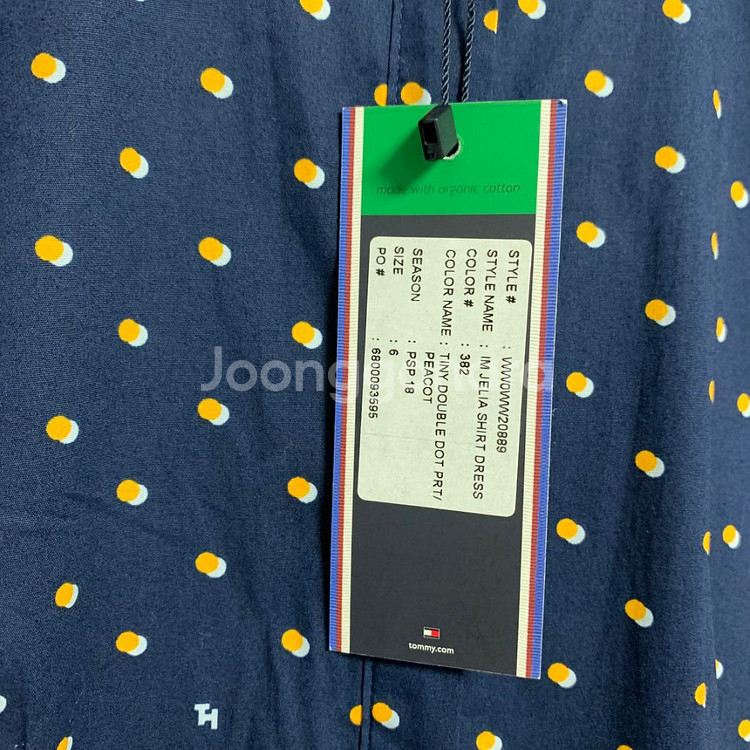 made with organic cotton
STYLE # : WW0WW20889
STYLE NAME : IM JELIA SHIRT DRESS
COLOR # : 382
COLOR NAME : TINY DOUBLE DOT PRT/
PEACOT
SEASON : PSP 18
SIZE : 6
PO # : 6800093595
tommy.com
TH